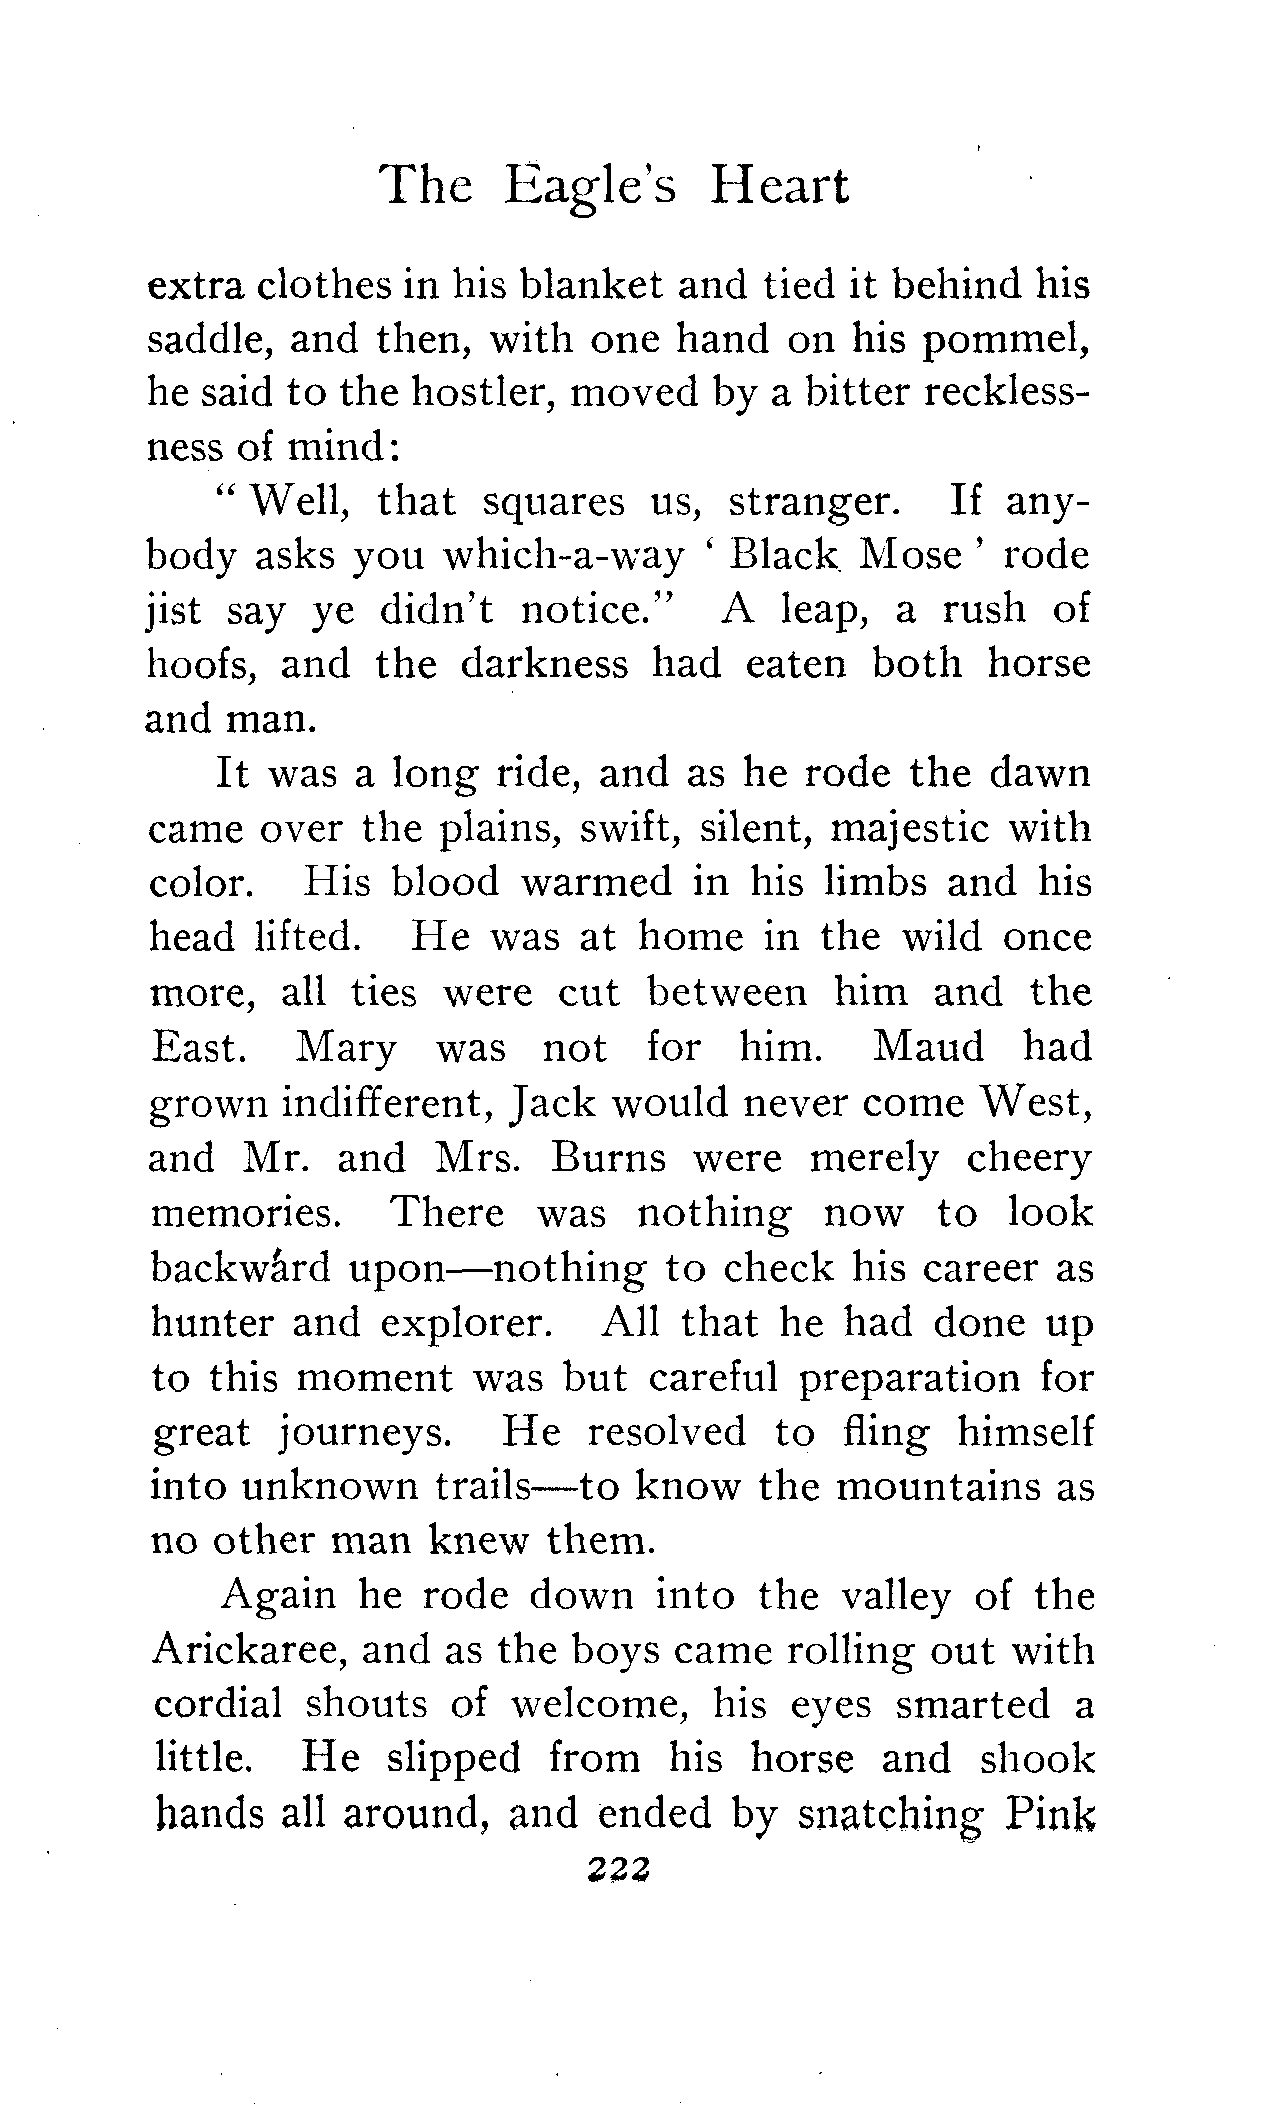 The Eagle's Heart
extra clothes in his blanket and tied it behind his
saddle, and then, with one hand on his pommel,
he said to the hostler, moved by a bitter reckless-
ness of mind:
" Well, that squares us, stranger. If any-
body asks you which-a-way ‘ Black Mose ’ rode
jist say ye didn't notice." A leap, a rush of
hoofs, and the darkness had eaten both horse
and man.
It was a long ride, and as he rode the dawn
came over the plains, swift, silent, majestic with
color. His blood warmed in his limbs and his
head lifted. He was at home in the wild once
more, all ties were cut between him and the
East. Mary was not for him. Maud had
grown indifferent, Jack would never come West,
and Mr. and Mrs. Burns were merely cheery
memories. There was nothing now to look
backward upon—nothing to check his career as
hunter and explorer. All that he had done up
to this moment was but careful preparation for
great journeys. He resolved to fling himself
into unknown trails—to know the mountains as
no other man knew them.
Again he rode down into the valley of the
Arickaree, and as the boys came rolling out with
cordial shouts of welcome, his eyes smarted a
little. He slipped from his horse and shook
hands all around, and ended by snatching Pink
222